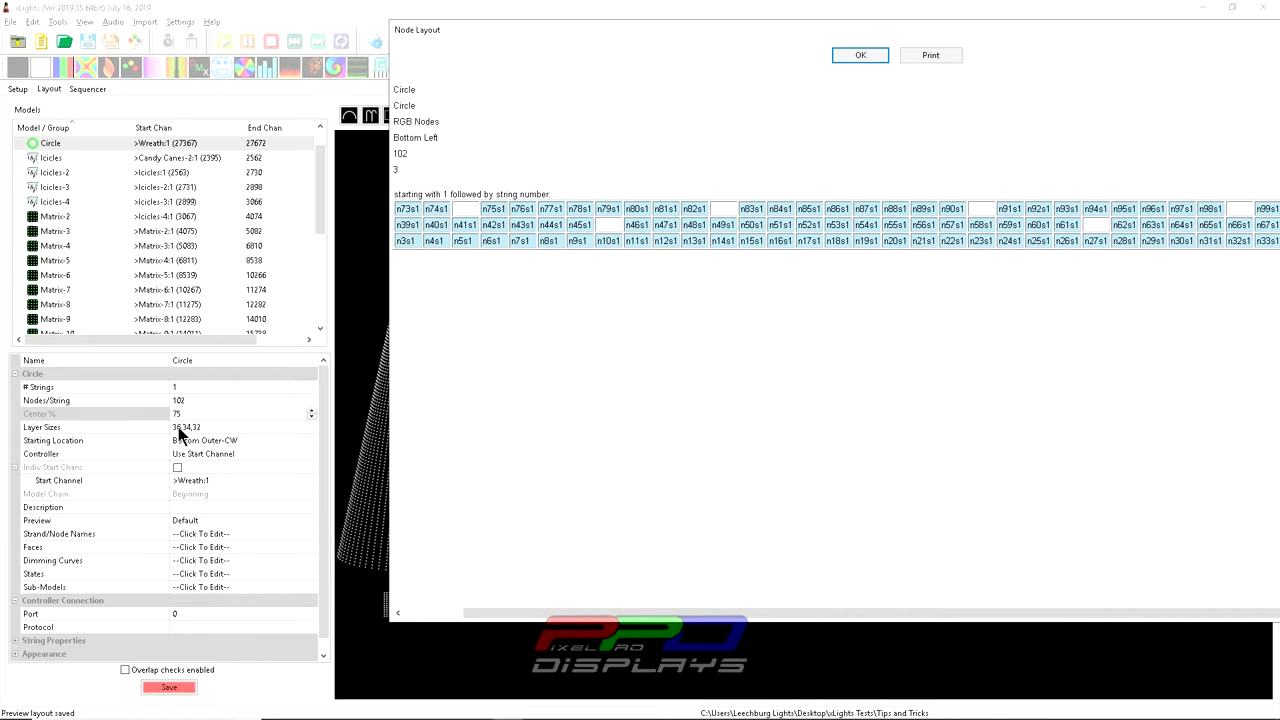 xLights (Ver 2019.35 64bit) July 16, 2019
File Edit Tools View Audio Import Settings Help
Setup Layout Sequencer
Models
Model / Group Start Chan End Chan
Circle >Wreath:1 (27367) 27672
Icicles >Candy Canes-2:1 (2395) 2562
Icicles-2 >Icicles:1 (2563) 2730
Icicles-3 >Icicles-2:1 (2731) 2898
Icicles-4 >Icicles-3:1 (2899) 3066
Matrix-2 >Icicles-4:1 (3067) 4074
Matrix-3 >Matrix-2:1 (4075) 5082
Matrix-4 >Matrix-3:1 (5083) 6810
Matrix-5 >Matrix-4:1 (6811) 8538
Matrix-6 >Matrix-5:1 (8539) 10266
Matrix-7 >Matrix-6:1 (10267) 11274
Matrix-8 >Matrix-7:1 (11275) 12282
Matrix-9 >Matrix-8:1 (12283) 14010
Matrix-10 >Matrix-9:1 (14011) 15738
Name Circle
Circle
# Strings 1
Nodes/String 102
Center % 75
Layer Sizes 36,34,32
Starting Location Bottom Outer-CW
Controller Use Start Channel
Indiv Start Chans
Start Channel >Wreath:1
Model Chain Beginning
Description
Preview Default
Strand/Node Names --Click To Edit--
Faces --Click To Edit--
Dimming Curves --Click To Edit--
States --Click To Edit--
Sub-Models --Click To Edit--
Controller Connection
Port 0
Protocol
String Properties
Appearance
Overlap checks enabled
Save
Preview layout saved
C:\Users\Leechburg Lights\Desktop\xLights Tests\Tips and Tricks
Node Layout
OK Print
Circle
Circle
RGB Nodes
Bottom Left
102
3
starting with 1 followed by string number:
n73s1 n74s1 n75s1 n76s1 n77s1 n78s1 n79s1 n80s1 n81s1 n82s1 n83s1 n84s1 n85s1 n86s1 n87s1 n88s1 n89s1 n90s1 n91s1 n92s1 n93s1 n94s1 n95s1 n96s1 n97s1 n98s1 n99s1
n39s1 n40s1 n41s1 n42s1 n43s1 n44s1 n45s1 n46s1 n47s1 n48s1 n49s1 n50s1 n51s1 n52s1 n53s1 n54s1 n55s1 n56s1 n57s1 n58s1 n59s1 n60s1 n61s1 n62s1 n63s1 n64s1 n65s1 n66s1 n67s1
n3s1 n4s1 n5s1 n6s1 n7s1 n8s1 n9s1 n10s1 n11s1 n12s1 n13s1 n14s1 n15s1 n16s1 n17s1 n18s1 n19s1 n20s1 n21s1 n22s1 n23s1 n24s1 n25s1 n26s1 n27s1 n28s1 n29s1 n30s1 n31s1 n32s1 n33s1
PIXEL PRO
DISPLAYS